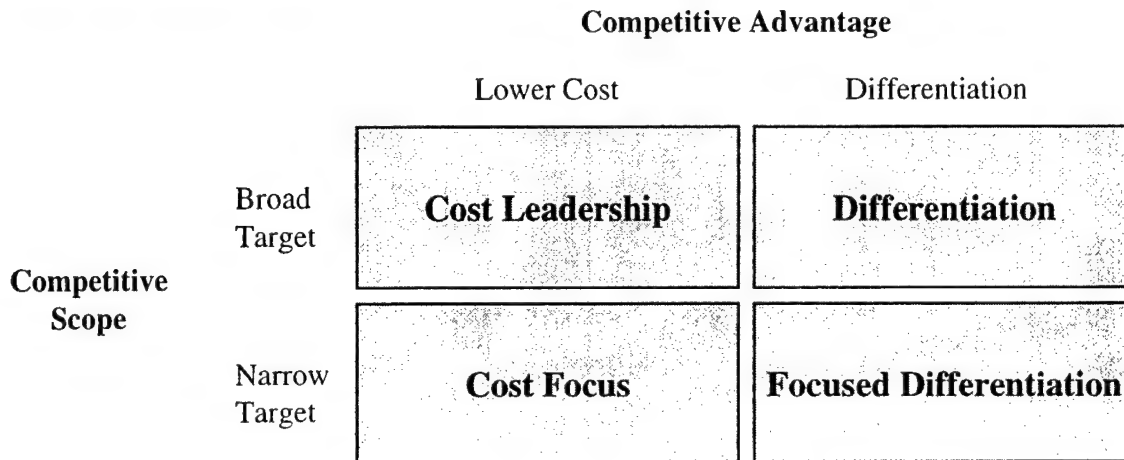 Competitive Advantage
Lower Cost
Differentiation
Broad
Target
Cost Leadership
Differentiation
Competitive
Scope
Narrow
Target
Cost Focus
Focused Differentiation